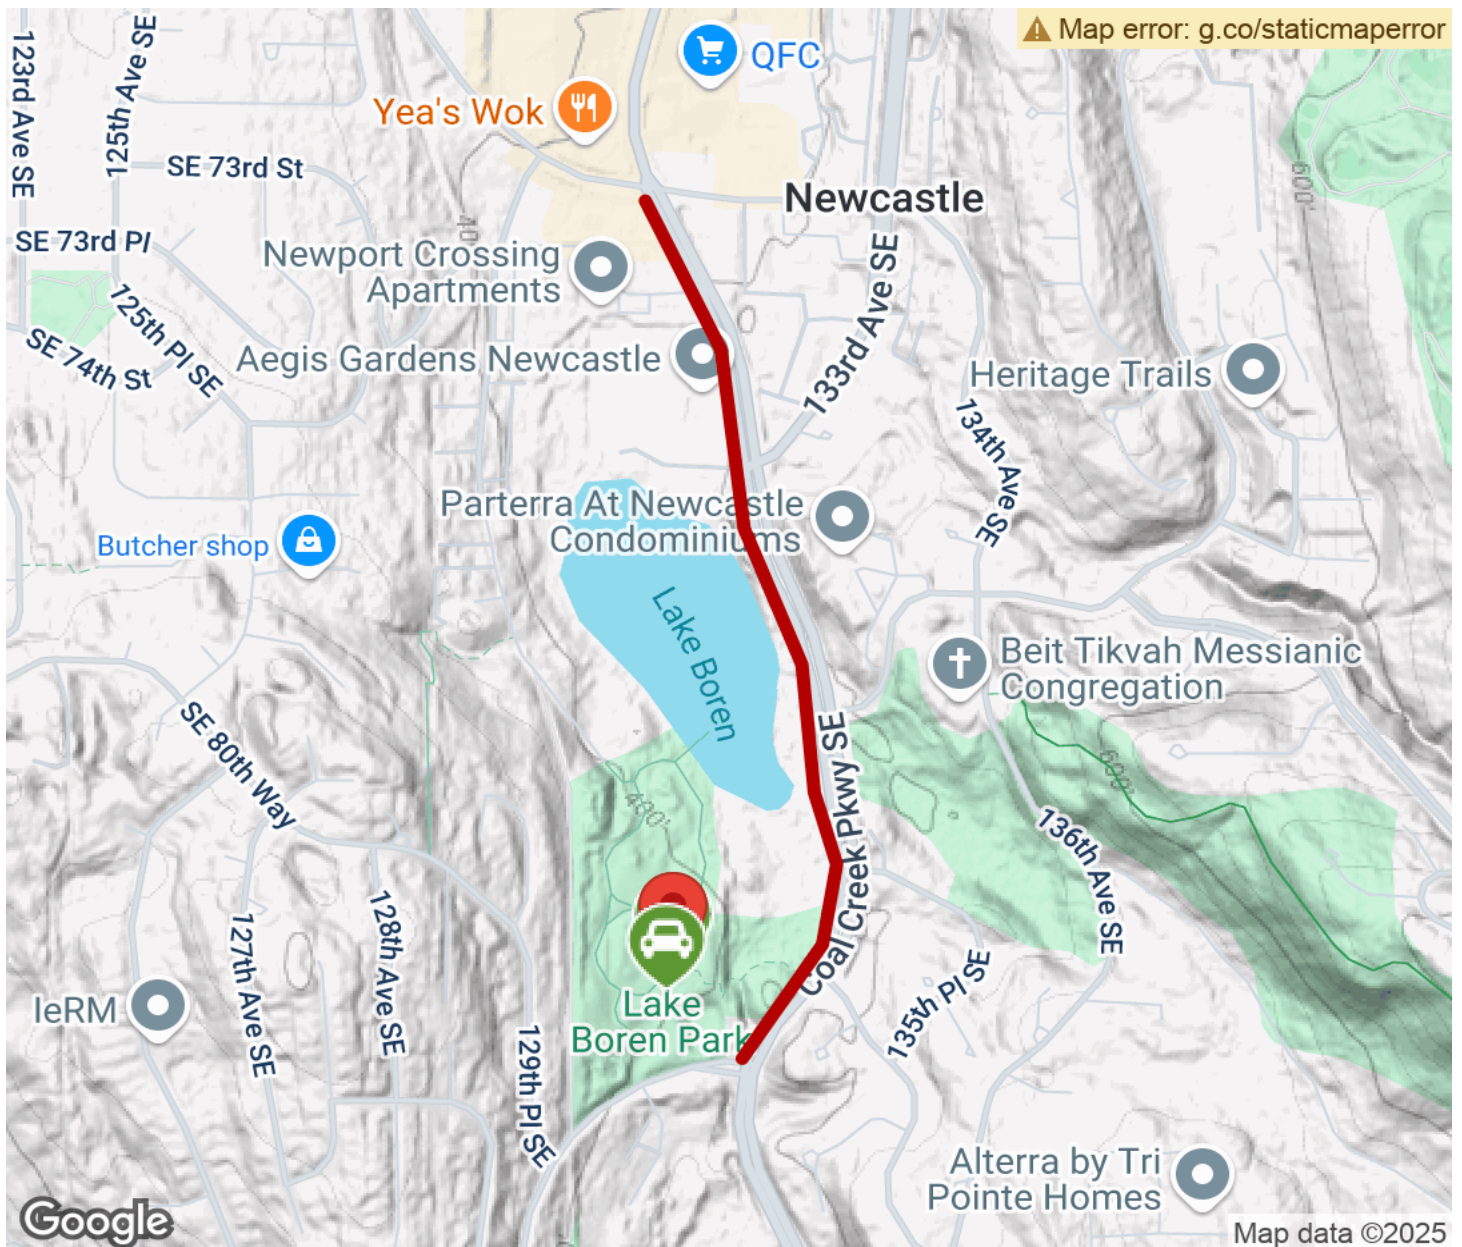 Map error: g.co/staticmaperror
123rd Ave SE
125th Ave SE
QFC
Yea's Wok
SE 73rd St
600'
Newcastle
40
SE 73rd Pl
Newport Crossing
Apartments
133rd Ave SE
125th Pl SE
SE 74th St
Aegis Gardens Newcastle
Heritage Trails
134th Ave SE
Parterra At Newcastle
Condominiums
Butcher shop
Lake Boren
Beit Tikvah Messianic
Congregation
SE 80th Way
Coal Creek Pkwy SE
600'
480'
136th Ave SE
128th Ave SE
127th Ave SE
135th Pl SE
IeRM
Lake
Boren Park
129th Pl SE
Alterra by Tri
Pointe Homes
Google
Map data ©2025